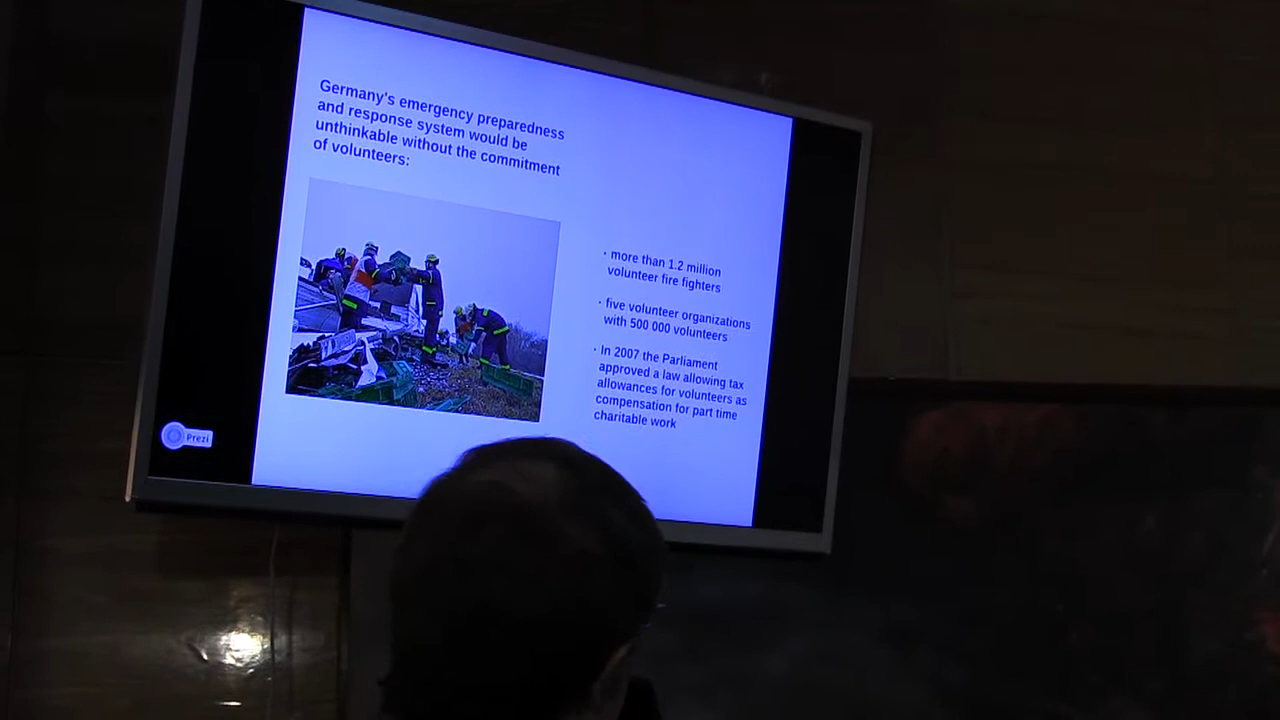 Germany's emergency preparedness
and response system would be
unthinkable without the commitment
of volunteers:
· more than 1.2 million
volunteer fire fighters
· five volunteer organizations
with 500 000 volunteers
· In 2007 the Parliament
approved a law allowing tax
allowances for volunteers as
compensation for part time
charitable work
Prezi